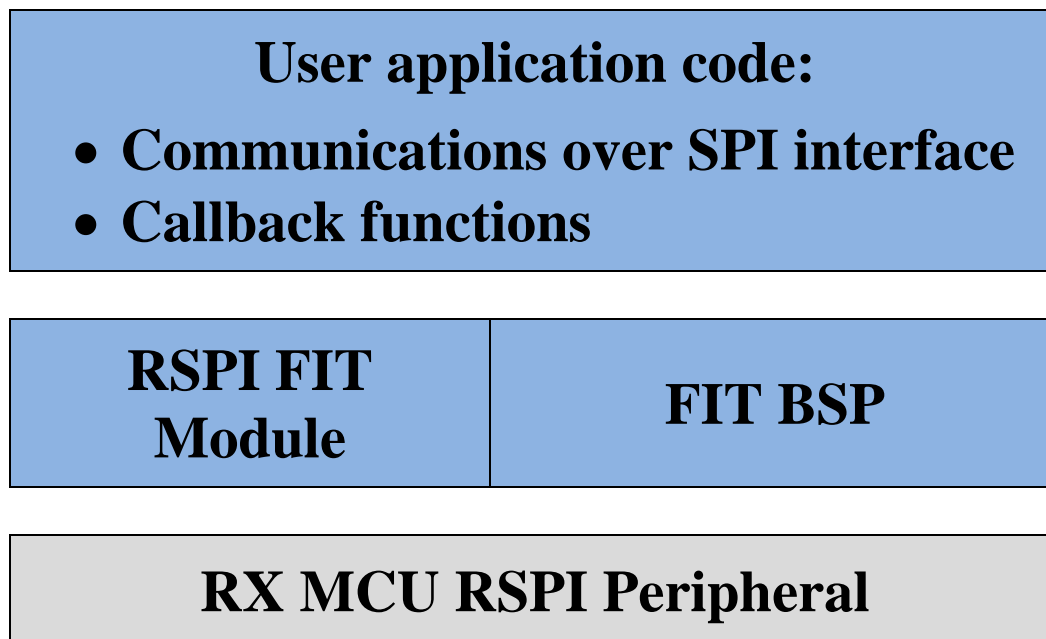 User application code:
• Communications over SPI interface
• Callback functions
RSPI FIT
Module
FIT BSP
RX MCU RSPI Peripheral